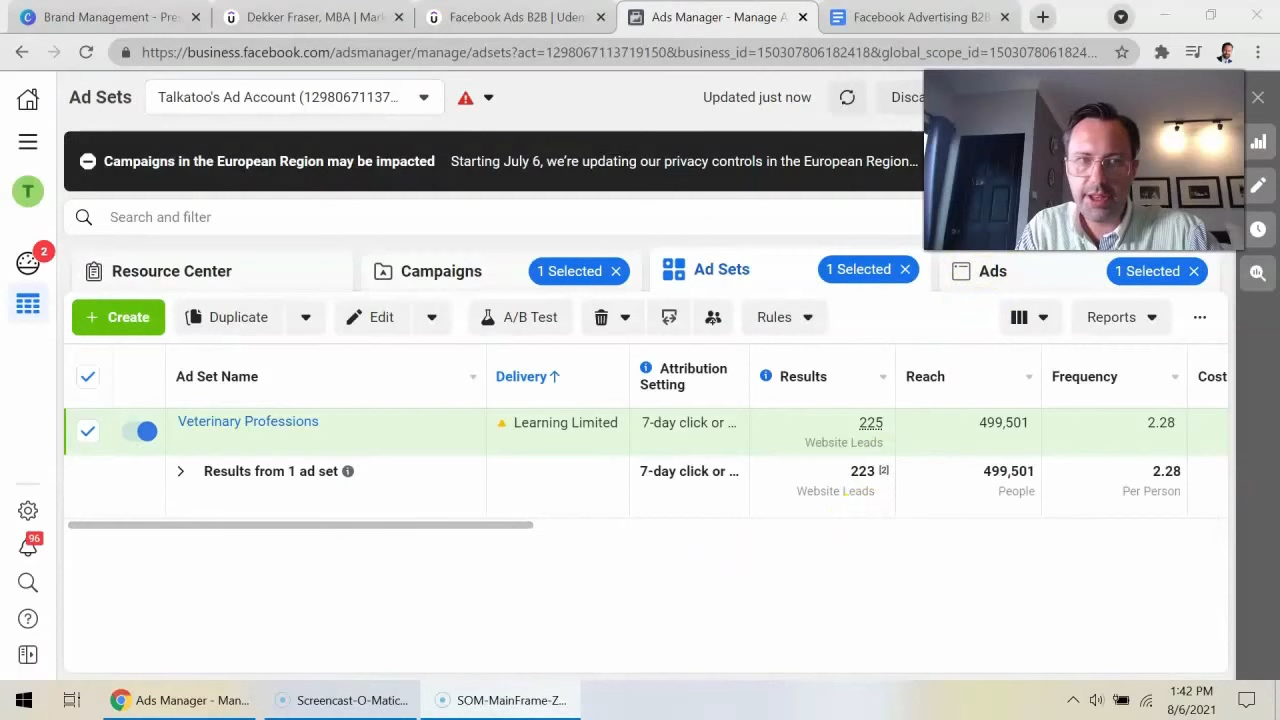 Brand Management - Pres
Dekker Fraser, MBA | Mark
Facebook Ads B2B | Uden
Ads Manager - Manage A
Facebook Advertising B2B
https://business.facebook.com/adsmanager/manage/adsets?act=1298067113719150&business_id=150307806182418&global_scope_id=1503078061824...
Ad Sets
Talkatoo's Ad Account (12980671137...
Updated just now
Disca
Campaigns in the European Region may be impacted
Starting July 6, we're updating our privacy controls in the European Region...
T
Search and filter
2
Resource Center
Campaigns
1 Selected
Ad Sets
1 Selected
Ads
1 Selected
+ Create
Duplicate
Edit
A/B Test
Rules
Reports
Ad Set Name
Delivery ↑
Attribution
Setting
Results
Reach
Frequency
Cost
Veterinary Professions
Learning Limited
7-day click or ...
225
Website Leads
499,501
2.28
Results from 1 ad set
7-day click or ...
223 [2]
Website Leads
499,501
People
2.28
Per Person
96
Ads Manager - Man...
Screencast-O-Matic...
SOM-MainFrame-Z...
1:42 PM
8/6/2021